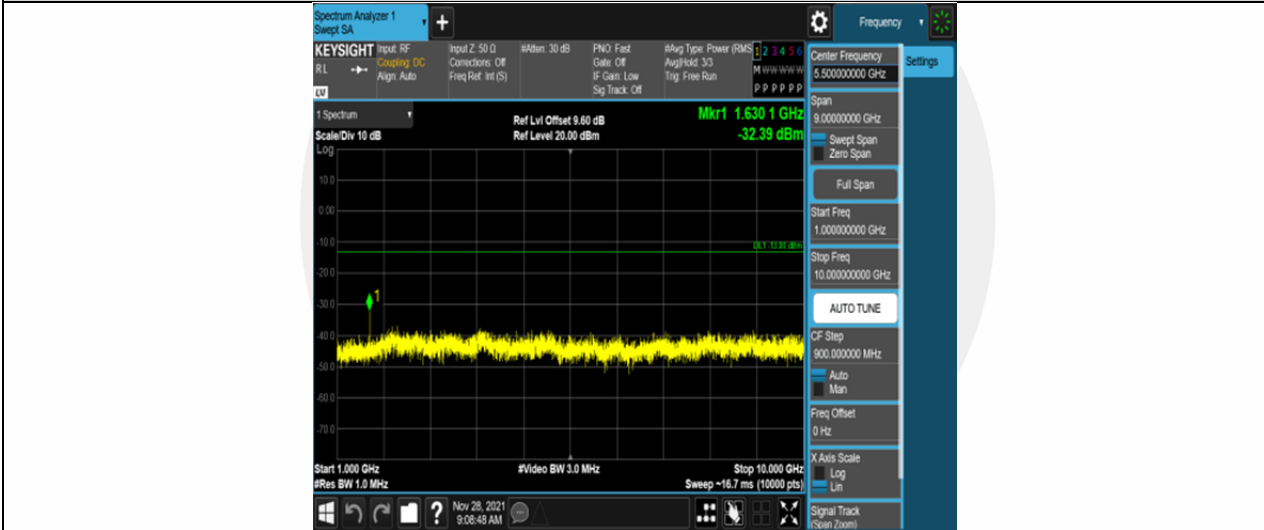 Spectrum Analyzer 1
Swept SA
+
Frequency
KEYSIGHT
RL
LV
Input: RF
Coupling: DC
Align: Auto
Input Z: 50 Ω
Corrections: Off
Freq Ref: Int (S)
#Atten: 30 dB
PNO: Fast
Gate: Off
IF Gain: Low
Sig Track: Off
#Avg Type: Power (RMS
Avg|Hold: 3/3
Trig: Free Run
1 2 3 4 5 6
M W W W W W
P P P P P P
Center Frequency
5.500000000 GHz
Settings
Span
9.00000000 GHz
Swept Span
Zero Span
Full Span
Start Freq
1.000000000 GHz
Stop Freq
10.000000000 GHz
AUTO TUNE
CF Step
900.000000 MHz
Auto
Man
Freq Offset
0 Hz
X Axis Scale
Log
Lin
Signal Track
(Span Zoom)
1 Spectrum
Scale/Div 10 dB
Ref Lvl Offset 9.60 dB
Ref Level 20.00 dBm
Mkr1 1.630 1 GHz
-32.39 dBm
Log
10.0
0.00
-10.0
DL1 -13.00 dBm
-20.0
-30.0
1
-40.0
-50.0
-60.0
-70.0
Start 1.000 GHz
#Video BW 3.0 MHz
Stop 10.000 GHz
#Res BW 1.0 MHz
Sweep ~16.7 ms (10000 pts)
?
Nov 28, 2021
9:08:48 AM